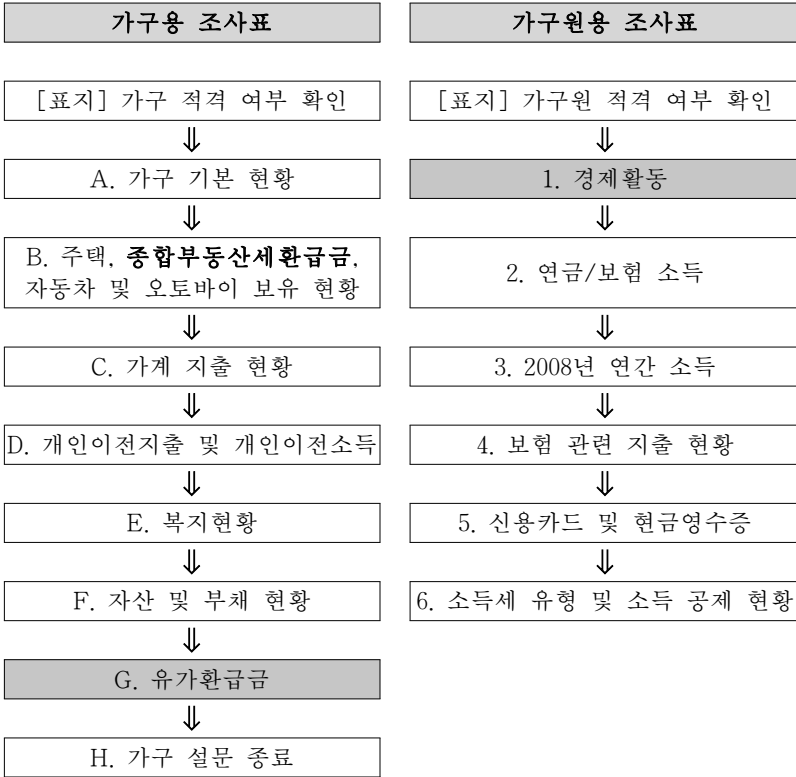 가구용 조사표
[표지] 가구 적격 여부 확인
⇓
A. 가구 기본 현황
⇓
B. 주택, 종합부동산세환급금,
자동차 및 오토바이 보유 현황
⇓
C. 가계 지출 현황
⇓
D. 개인이전지출 및 개인이전소득
⇓
E. 복지현황
⇓
F. 자산 및 부채 현황
⇓
G. 유가환급금
⇓
H. 가구 설문 종료
가구원용 조사표
[표지] 가구원 적격 여부 확인
⇓
1. 경제활동
⇓
2. 연금/보험 소득
⇓
3. 2008년 연간 소득
⇓
4. 보험 관련 지출 현황
⇓
5. 신용카드 및 현금영수증
⇓
6. 소득세 유형 및 소득 공제 현황